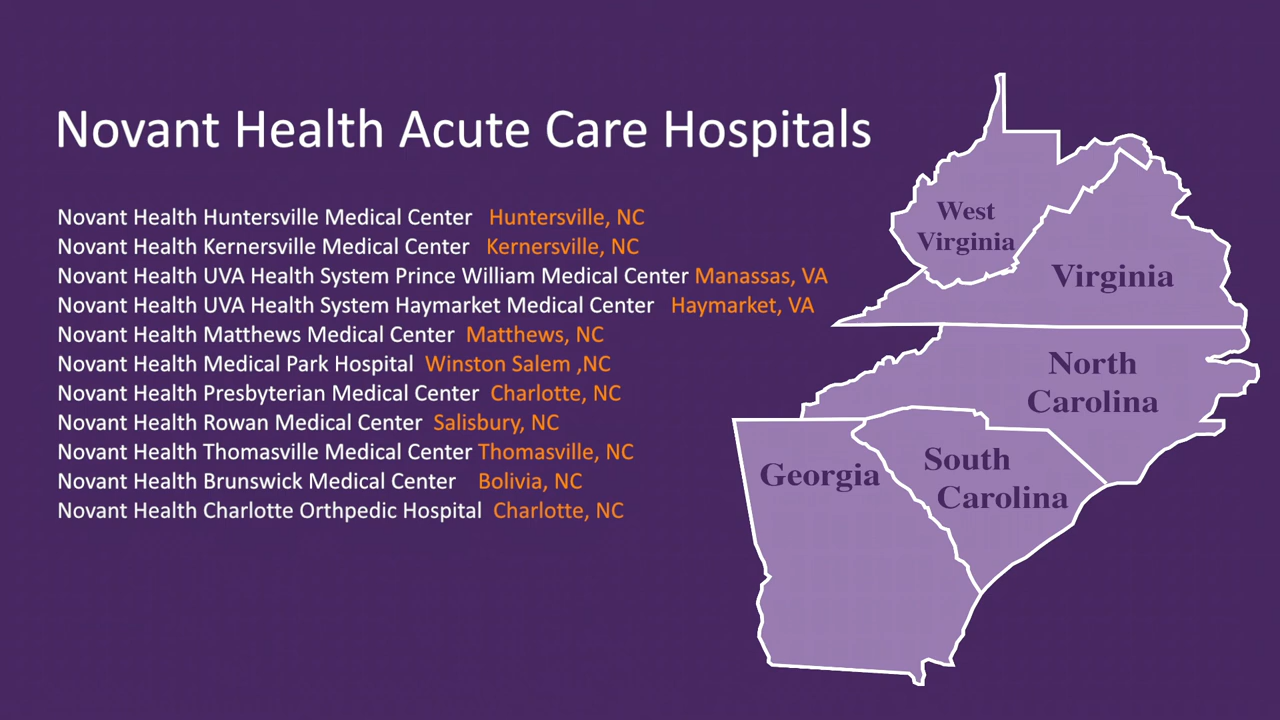 Novant Health Acute Care Hospitals
Novant Health Huntersville Medical Center Huntersville, NC
Novant Health Kernersville Medical Center Kernersville, NC
Novant Health UVA Health System Prince William Medical Center Manassas, VA
Novant Health UVA Health System Haymarket Medical Center Haymarket, VA
Novant Health Matthews Medical Center Matthews, NC
Novant Health Medical Park Hospital Winston Salem ,NC
Novant Health Presbyterian Medical Center Charlotte, NC
Novant Health Rowan Medical Center Salisbury, NC
Novant Health Thomasville Medical Center Thomasville, NC
Novant Health Brunswick Medical Center Bolivia, NC
Novant Health Charlotte Orthpedic Hospital Charlotte, NC
West
Virginia
Virginia
North
Carolina
Georgia
South
Carolina